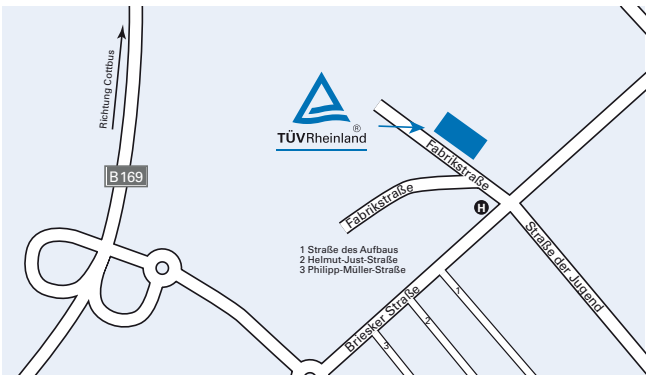 Richtung Cottbus
B 169
TÜVRheinland
®
Fabrikstraße
Fabrikstraße
H
1 Straße des Aufbaus
2 Helmut-Just-Straße
3 Philipp-Müller-Straße
Straße der Jugend
Briesker Straße
1
2
3